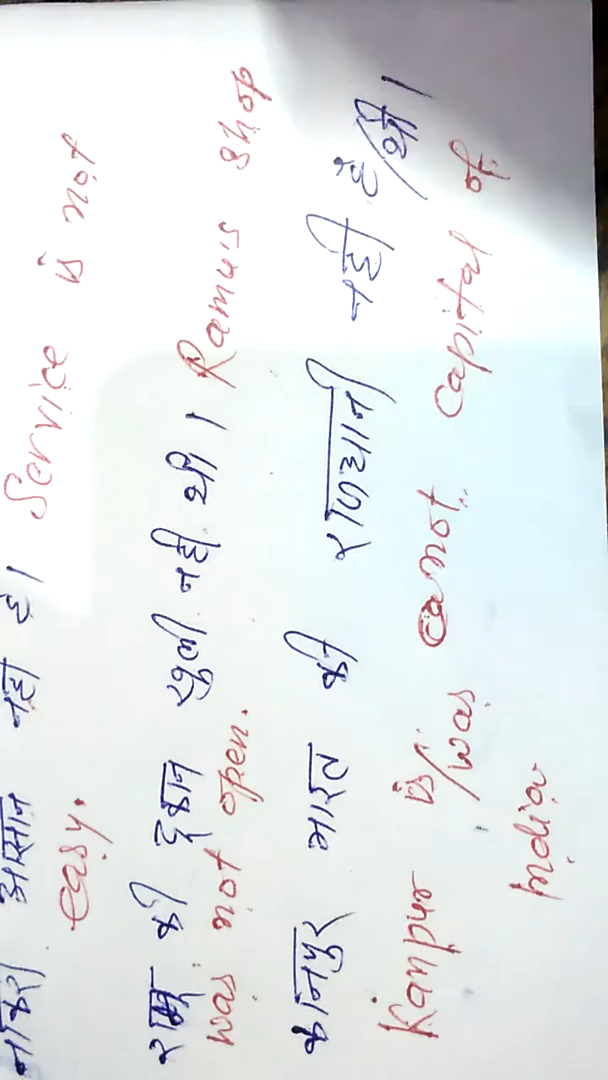 नौकरी आसान नही है। Service is not
easy.
रामू की दूकान खुली नही थी। Ramu's shop
was not open.
कानपुर भारत की राजधानी नही है/थी।
Kanpur is/was not capital of
India